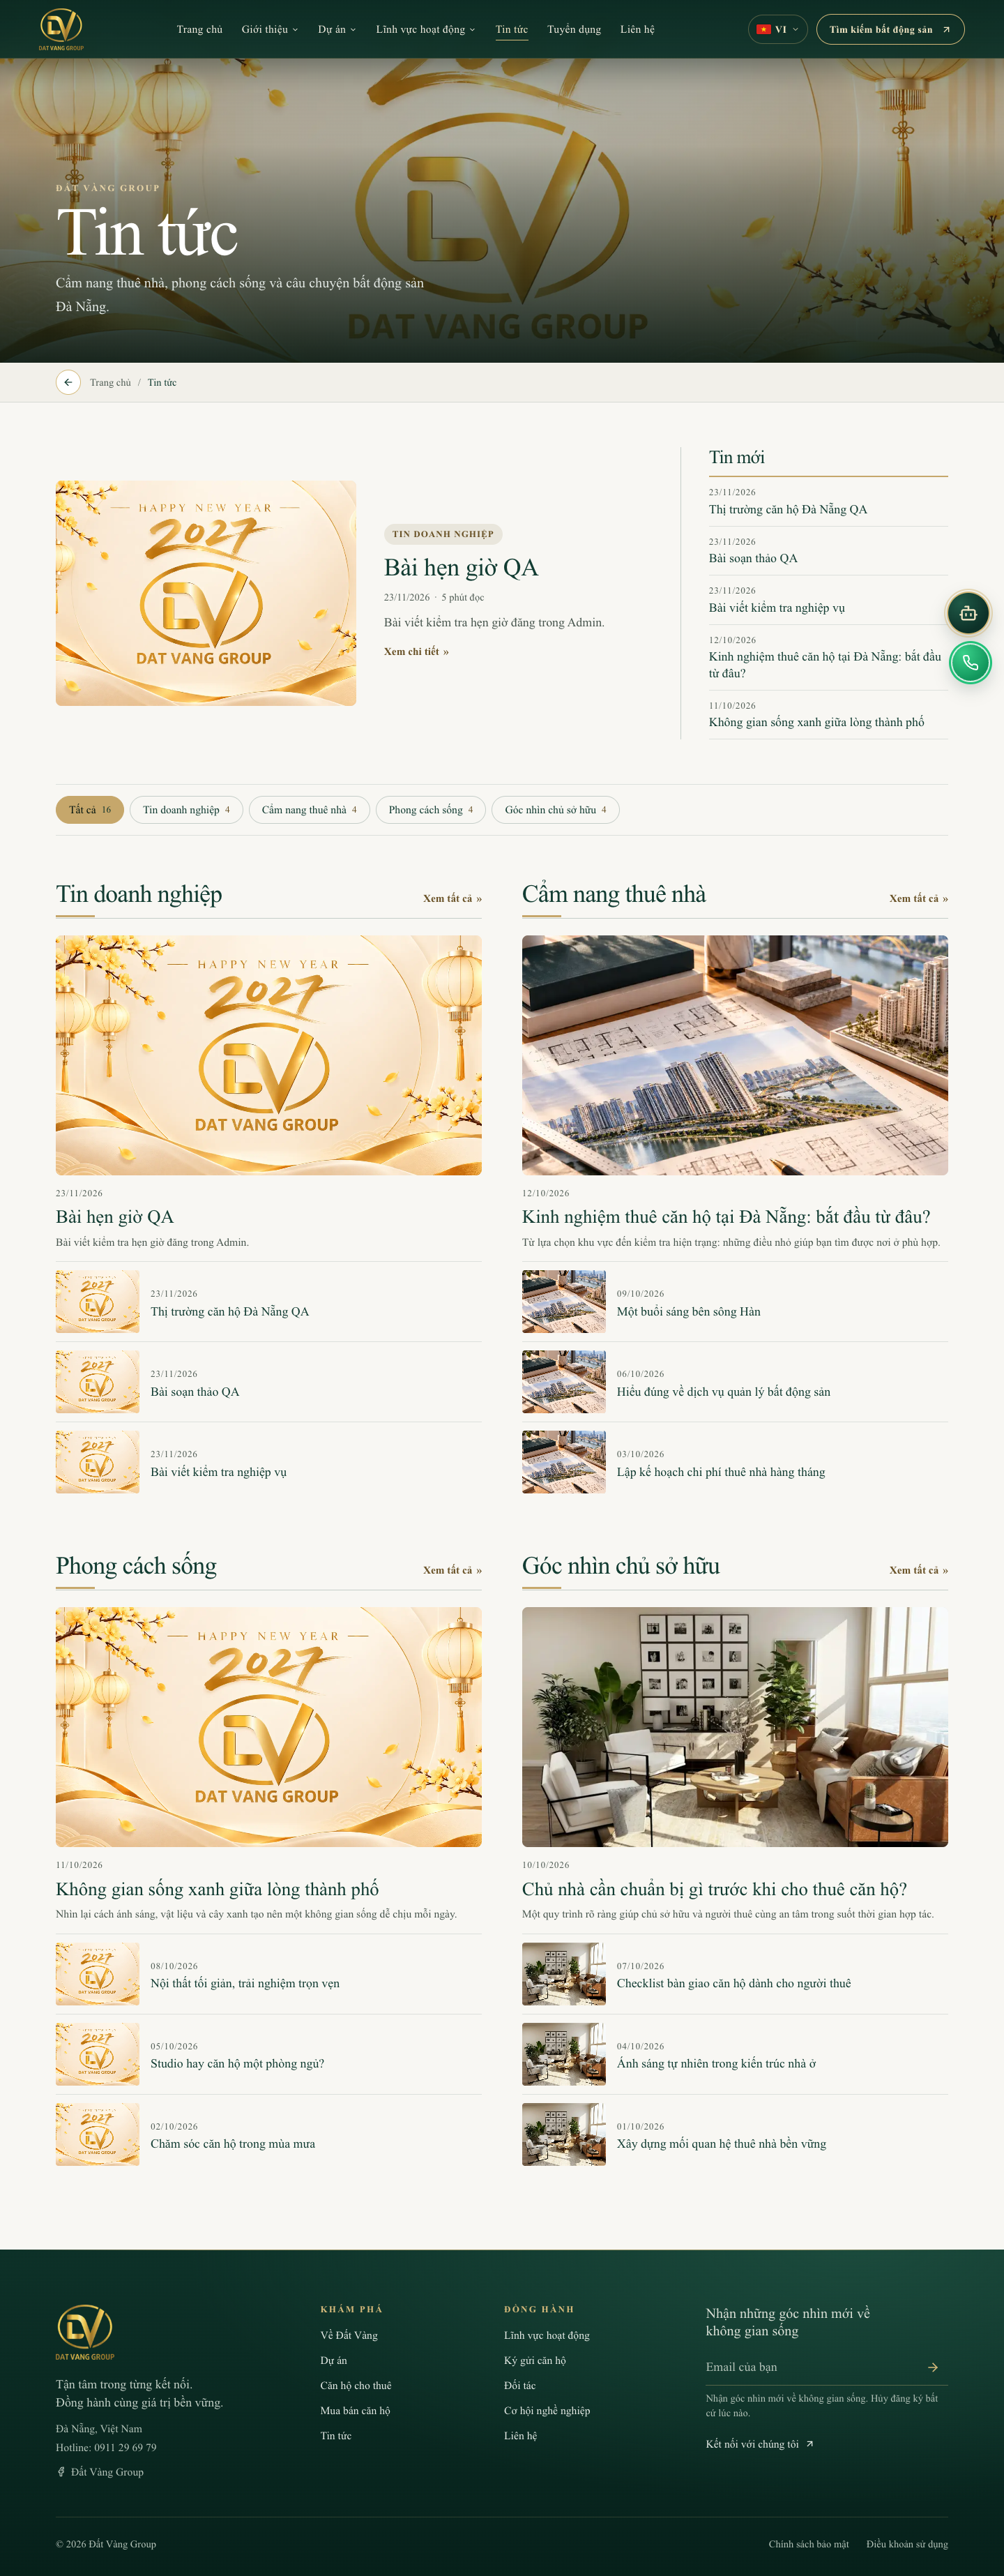 DAT VANG GROUP
Trang chủ
Giới thiệu
Dự án
Lĩnh vực hoạt động
Tin tức
Tuyển dụng
Liên hệ
VI
Tìm kiếm bất động sản
ĐẤT VÀNG GROUP
Tin tức
Cẩm nang thuê nhà, phong cách sống và câu chuyện bất động sản
Đà Nẵng.
DAT VANG GROUP
Trang chủ / Tin tức
HAPPY NEW YEAR
2027
DAT VANG GROUP
TIN DOANH NGHIỆP
Bài hẹn giờ QA
23/11/2026 · 5 phút đọc
Bài viết kiểm tra hẹn giờ đăng trong Admin.
Xem chi tiết »
Tin mới
23/11/2026
Thị trường căn hộ Đà Nẵng QA
23/11/2026
Bài soạn thảo QA
23/11/2026
Bài viết kiểm tra nghiệp vụ
12/10/2026
Kinh nghiệm thuê căn hộ tại Đà Nẵng: bắt đầu
từ đâu?
11/10/2026
Không gian sống xanh giữa lòng thành phố
Tất cả 16
Tin doanh nghiệp 4
Cẩm nang thuê nhà 4
Phong cách sống 4
Góc nhìn chủ sở hữu 4
Tin doanh nghiệp
Xem tất cả »
HAPPY NEW YEAR
2027
DAT VANG GROUP
23/11/2026
Bài hẹn giờ QA
Bài viết kiểm tra hẹn giờ đăng trong Admin.
2027
DAT VANG GROUP
23/11/2026
Thị trường căn hộ Đà Nẵng QA
2027
DAT VANG GROUP
23/11/2026
Bài soạn thảo QA
2027
DAT VANG GROUP
23/11/2026
Bài viết kiểm tra nghiệp vụ
Cẩm nang thuê nhà
Xem tất cả »
12/10/2026
Kinh nghiệm thuê căn hộ tại Đà Nẵng: bắt đầu từ đâu?
Từ lựa chọn khu vực đến kiểm tra hiện trạng: những điều nhỏ giúp bạn tìm được nơi ở phù hợp.
09/10/2026
Một buổi sáng bên sông Hàn
06/10/2026
Hiểu đúng về dịch vụ quản lý bất động sản
03/10/2026
Lập kế hoạch chi phí thuê nhà hàng tháng
Phong cách sống
Xem tất cả »
HAPPY NEW YEAR
2027
DAT VANG GROUP
11/10/2026
Không gian sống xanh giữa lòng thành phố
Nhìn lại cách ánh sáng, vật liệu và cây xanh tạo nên một không gian sống dễ chịu mỗi ngày.
2027
DAT VANG GROUP
08/10/2026
Nội thất tối giản, trải nghiệm trọn vẹn
2027
DAT VANG GROUP
05/10/2026
Studio hay căn hộ một phòng ngủ?
2027
DAT VANG GROUP
02/10/2026
Chăm sóc căn hộ trong mùa mưa
Góc nhìn chủ sở hữu
Xem tất cả »
10/10/2026
Chủ nhà cần chuẩn bị gì trước khi cho thuê căn hộ?
Một quy trình rõ ràng giúp chủ sở hữu và người thuê cùng an tâm trong suốt thời gian hợp tác.
07/10/2026
Checklist bàn giao căn hộ dành cho người thuê
04/10/2026
Ánh sáng tự nhiên trong kiến trúc nhà ở
01/10/2026
Xây dựng mối quan hệ thuê nhà bền vững
DAT VANG GROUP
Tận tâm trong từng kết nối.
Đồng hành cùng giá trị bền vững.
Đà Nẵng, Việt Nam
Hotline: 0911 29 69 79
Đất Vàng Group
KHÁM PHÁ
Về Đất Vàng
Dự án
Căn hộ cho thuê
Mua bán căn hộ
Tin tức
ĐỒNG HÀNH
Lĩnh vực hoạt động
Ký gửi căn hộ
Đối tác
Cơ hội nghề nghiệp
Liên hệ
Nhận những góc nhìn mới về
không gian sống
Email của bạn
Nhận góc nhìn mới về không gian sống. Hủy đăng ký bất
cứ lúc nào.
Kết nối với chúng tôi
© 2026 Đất Vàng Group
Chính sách bảo mật
Điều khoản sử dụng